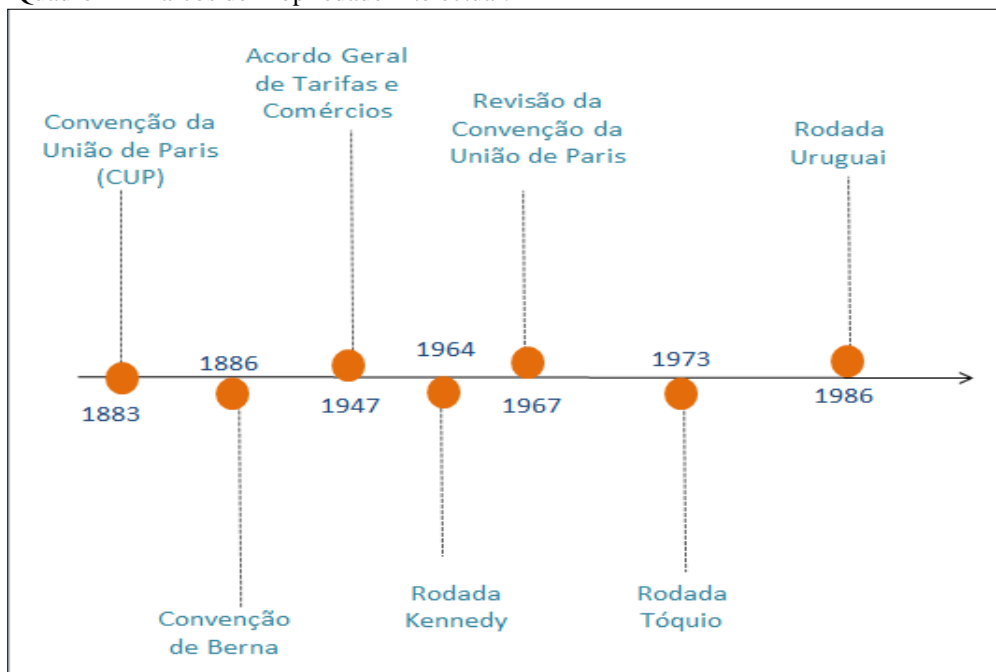 Acordo Geral
de Tarifas e
Comércios
Convenção da
União de Paris
(CUP)
Revisão da
Convenção da
União de Paris
Rodada
Uruguai
1883
1886
1947
1964
1967
1973
1986
Convenção
de Berna
Rodada
Kennedy
Rodada
Tóquio